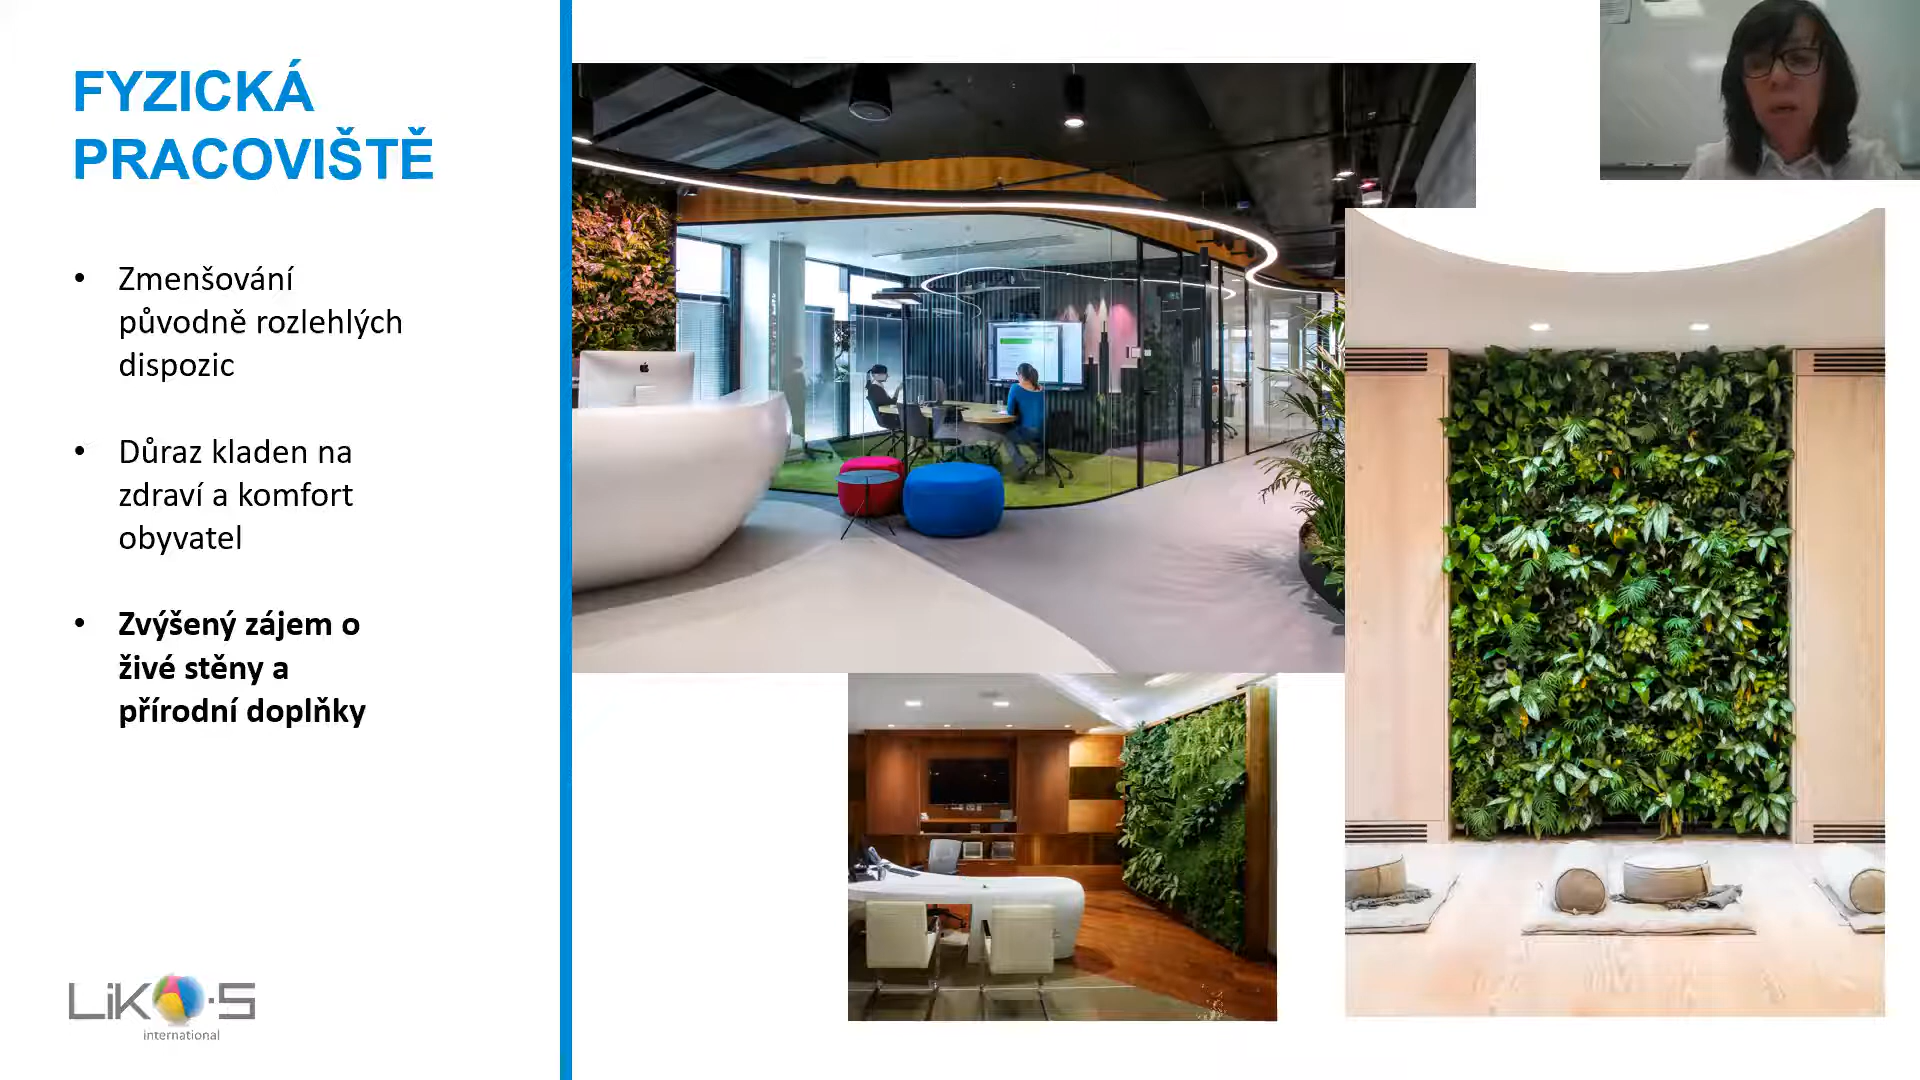 FYZICKÁ
PRACOVIŠTĚ
• Zmenšování
původně rozlehlých
dispozic
• Důraz kladen na
zdraví a komfort
obyvatel
• Zvýšený zájem o
živé stěny a
přírodní doplňky
LiKO-S
international